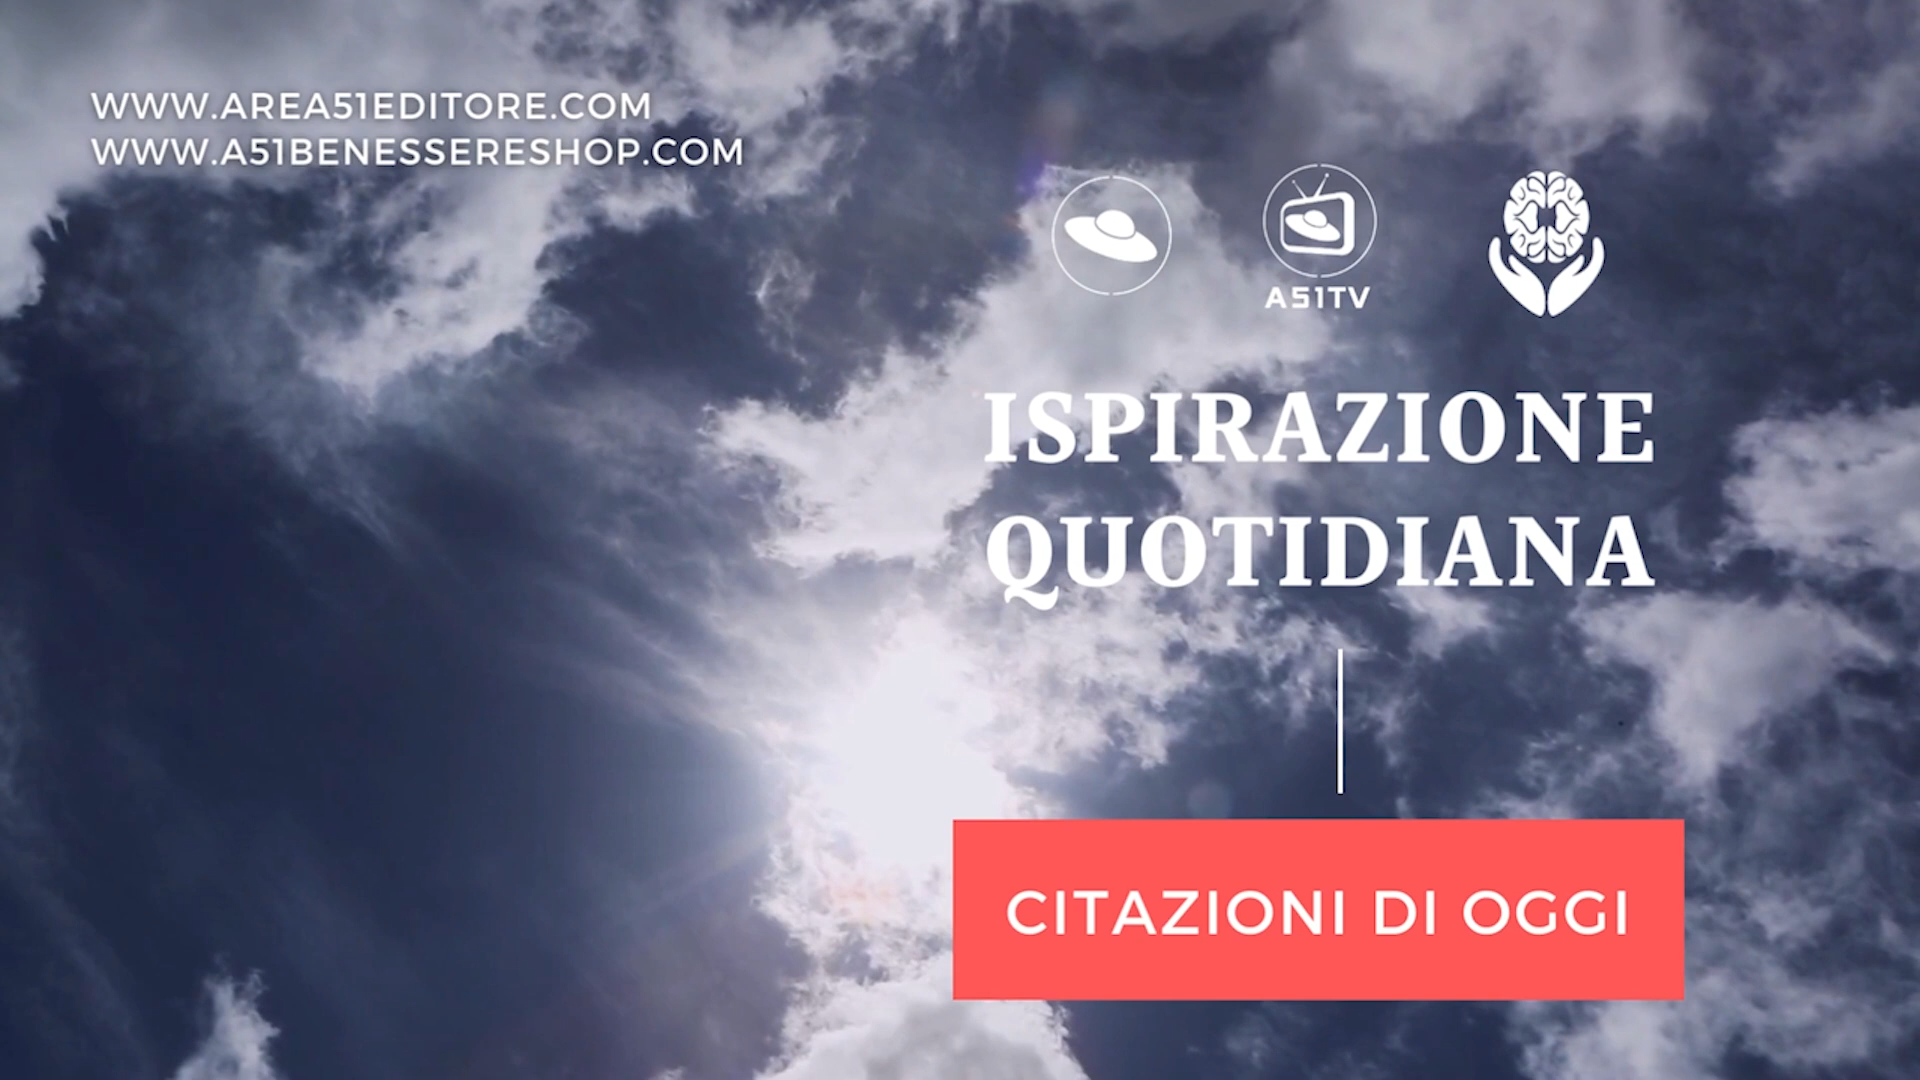 WWW.AREA51EDITORE.COM
WWW.A51BENESSERESHOP.COM
A51TV
ISPIRAZIONE
QUOTIDIANA
CITAZIONI DI OGGI